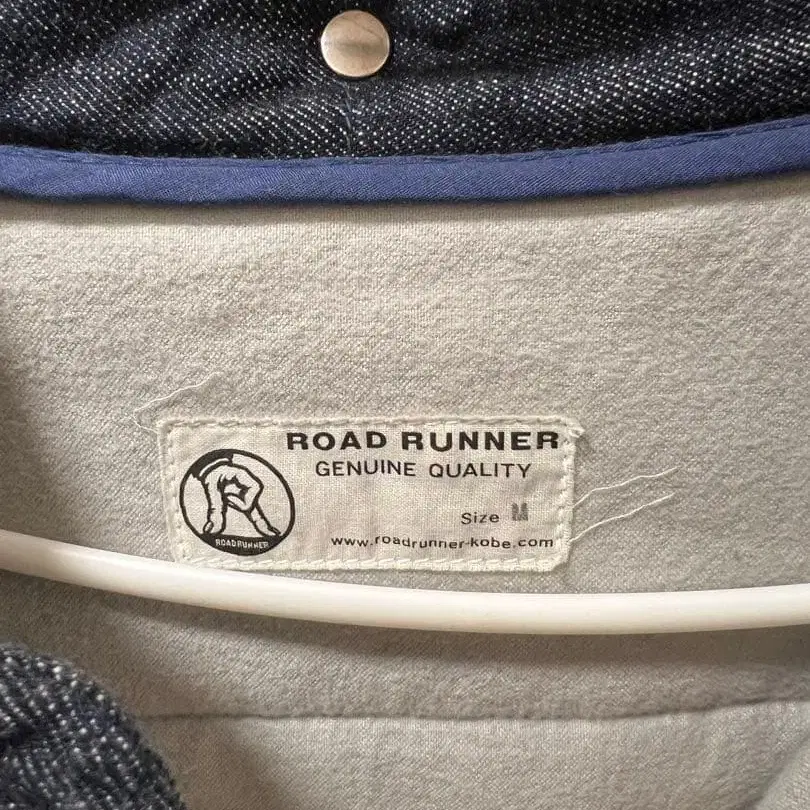 ROAD RUNNER
GENUINE QUALITY
Size M
www.roadrunner-kobe.com
ROADRUNNER